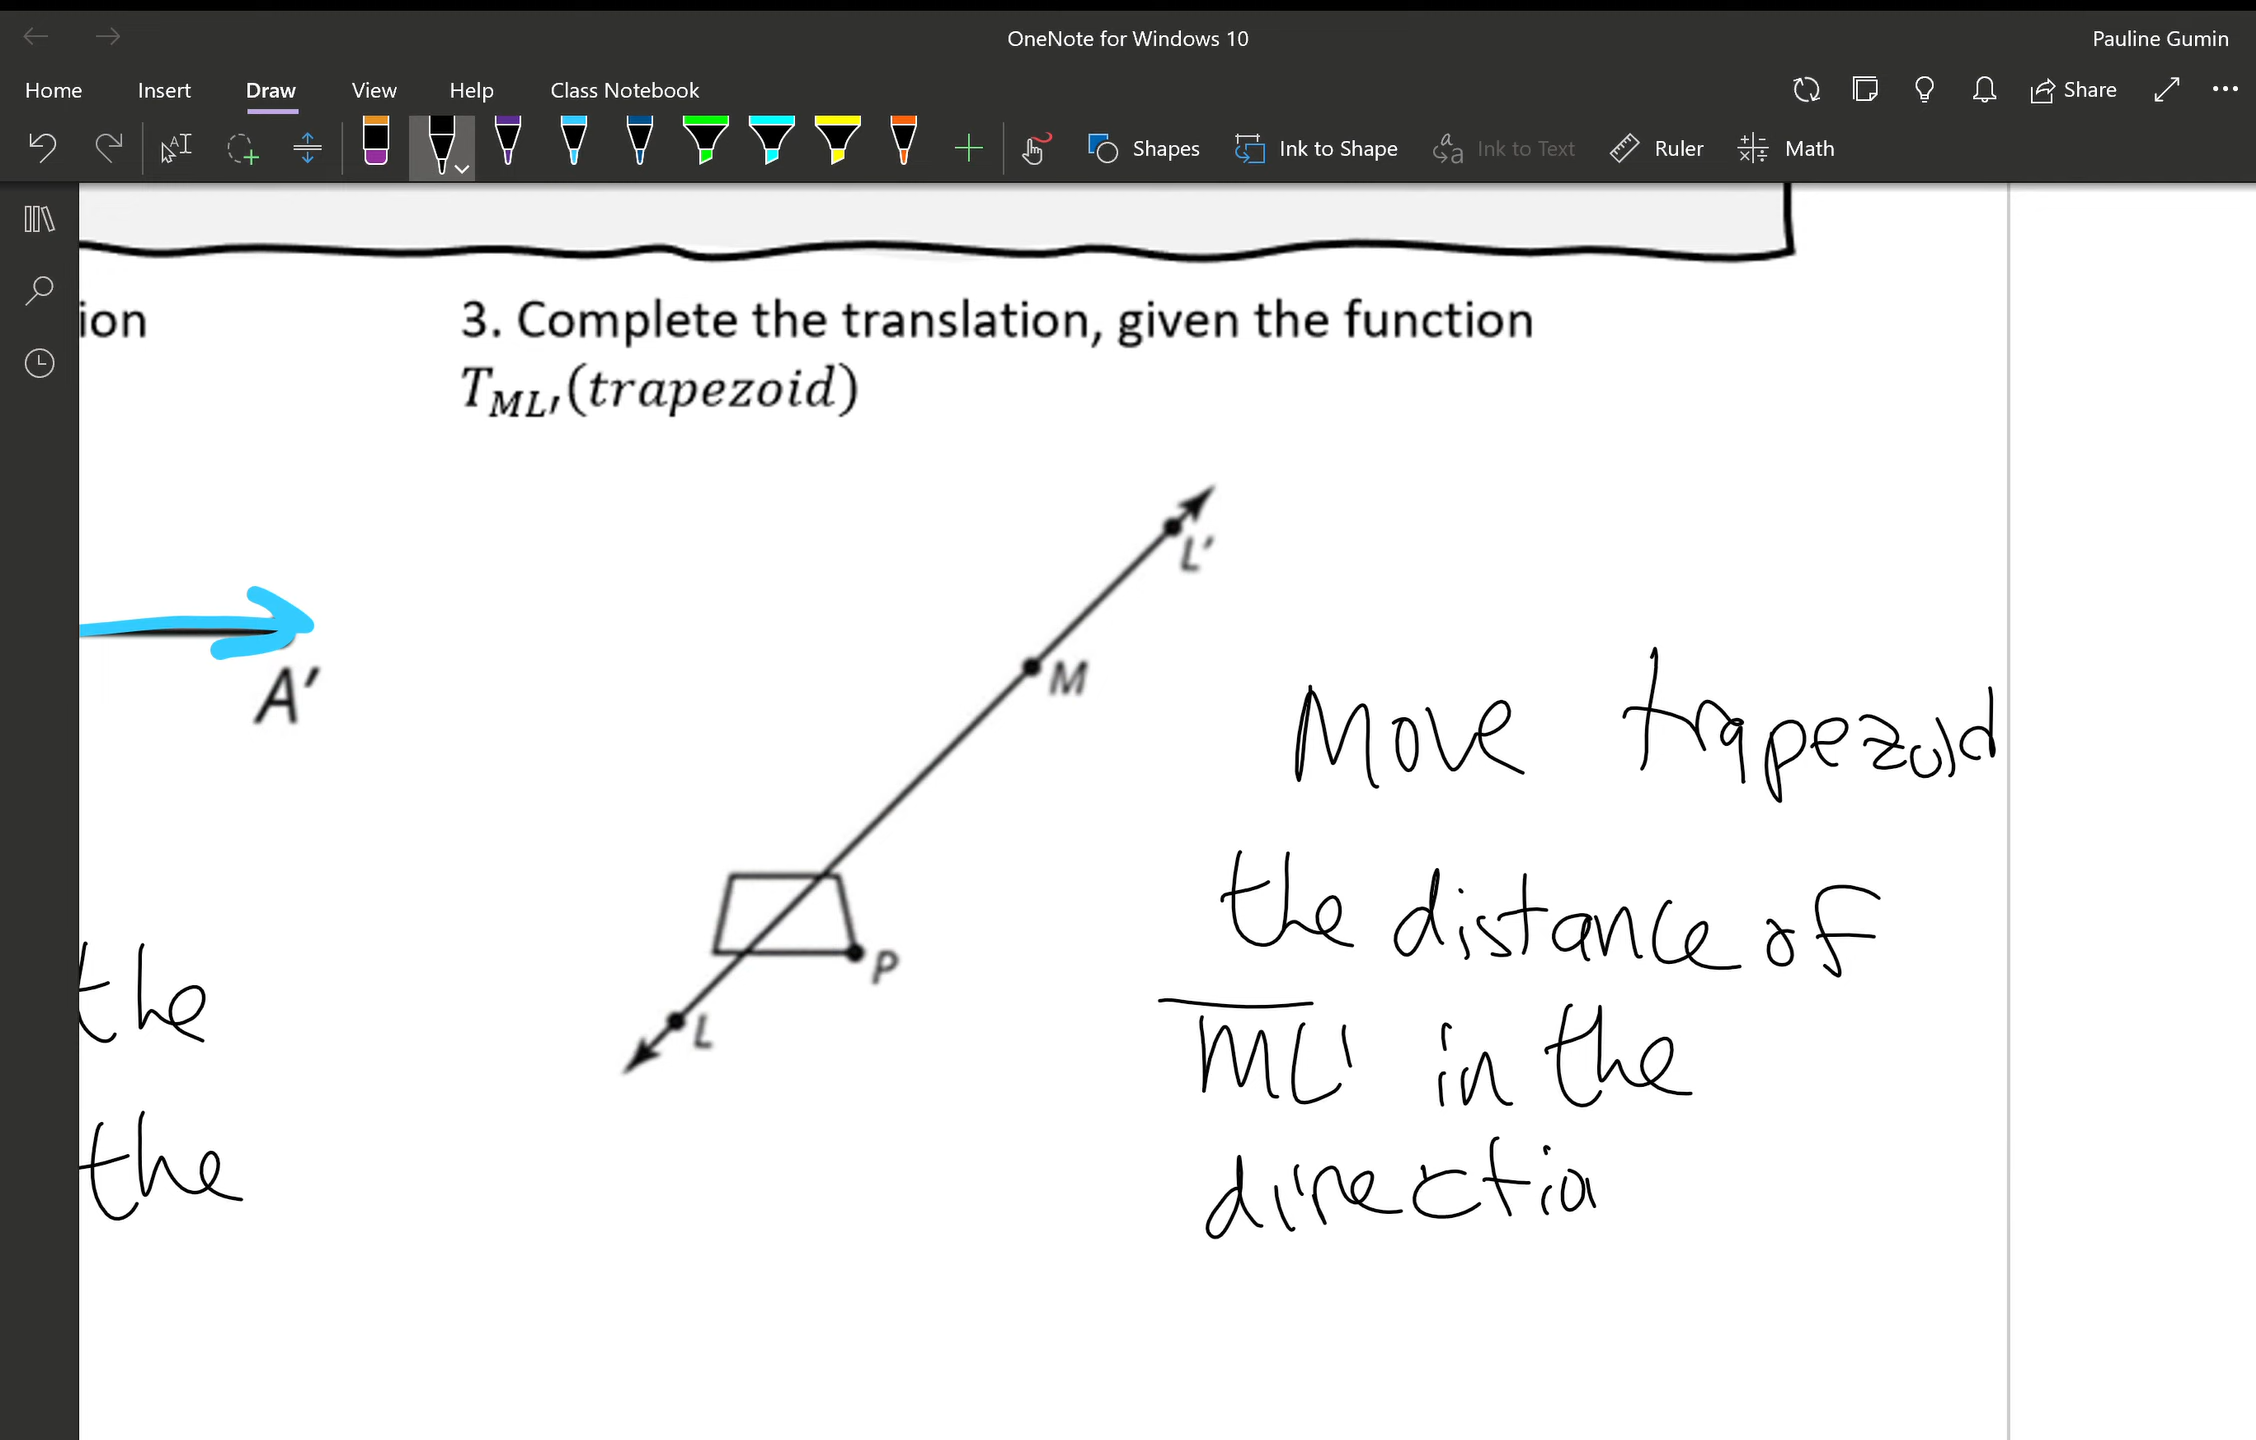 OneNote for Windows 10
Pauline Gumin
Home Insert Draw View Help Class Notebook
Share
Shapes Ink to Shape Ink to Text Ruler Math
ion
3. Complete the translation, given the function
T_ML′(trapezoid)
L′
A′
M
P
L
Move trapezoid
the distance of
ML' in the
directio
the
the